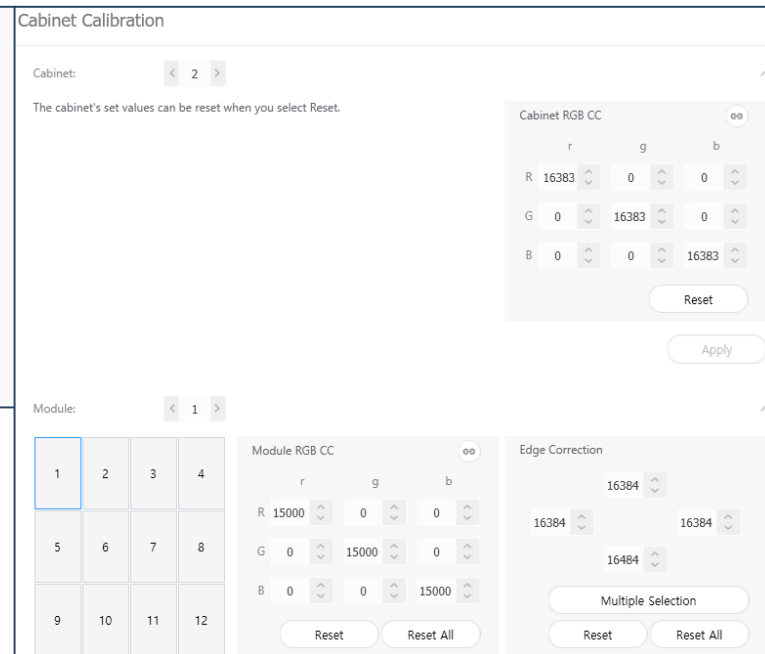 Cabinet Calibration
Cabinet: < 2 >
The cabinet's set values can be reset when you select Reset.
Cabinet RGB CC
r g b
R 16383 0 0
G 0 16383 0
B 0 0 16383
Reset
Apply
Module: < 1 >
1 2 3 4
5 6 7 8
9 10 11 12
Module RGB CC
r g b
R 15000 0 0
G 0 15000 0
B 0 0 15000
Reset Reset All
Edge Correction
16384
16384 16384
16484
Multiple Selection
Reset Reset All